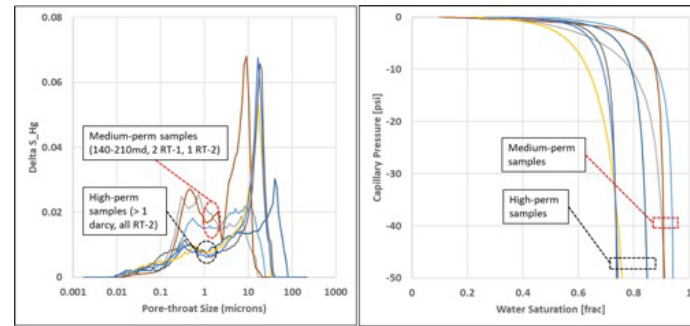 0.08
0.06
0.04
0.02
0
Delta S_Hg
Medium-perm samples
(140-210md, 2 RT-1, 1 RT-2)
High-perm
samples (> 1
darcy, all RT-2)
0.001
0.01
0.1
1
10
100
1000
Pore-throat Size (microns)
0
-10
-20
-30
-40
-50
Capillary Pressure [psi]
Medium-perm
samples
High-perm
samples
0
0.2
0.4
0.6
0.8
1
Water Saturation [frac]